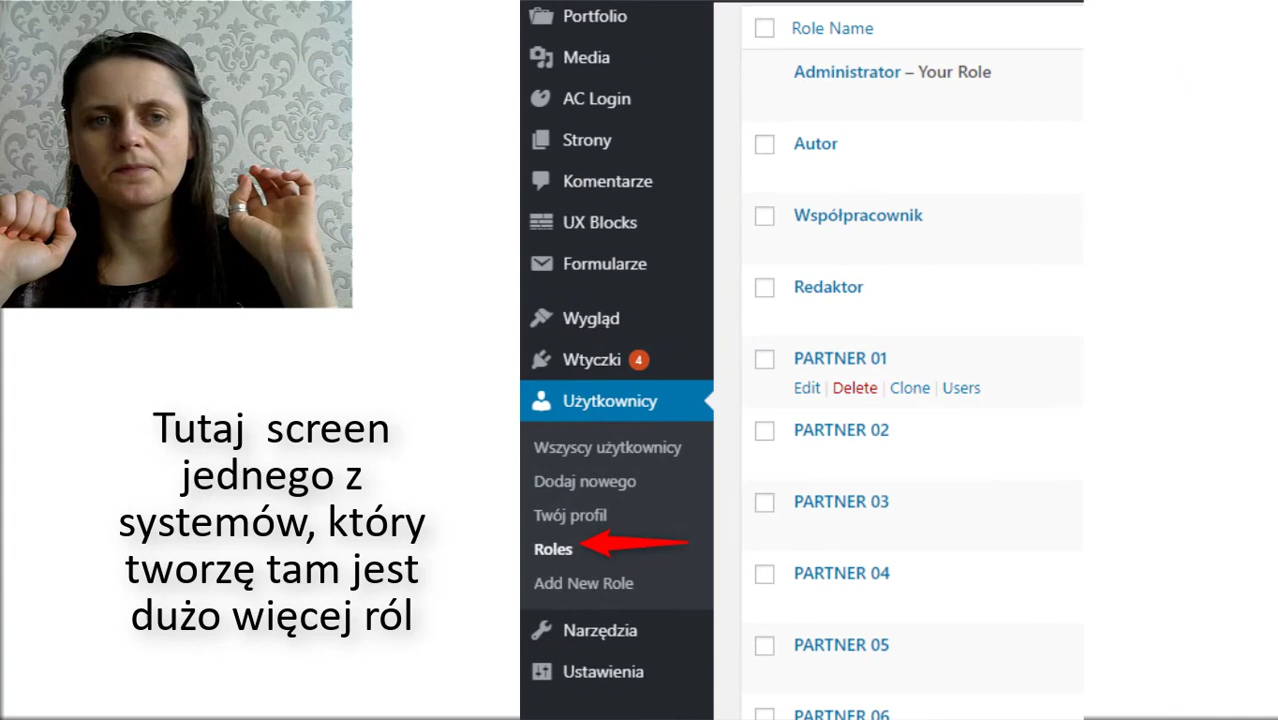 Tutaj screen
jednego z
systemów, który
tworzę tam jest
dużo więcej ról
Portfolio
Media
AC Login
Strony
Komentarze
UX Blocks
Formularze
Wygląd
Wtyczki 4
Użytkownicy
Wszyscy użytkownicy
Dodaj nowego
Twój profil
Roles
Add New Role
Narzędzia
Ustawienia
Role Name
Administrator – Your Role
Autor
Współpracownik
Redaktor
PARTNER 01
Edit | Delete | Clone | Users
PARTNER 02
PARTNER 03
PARTNER 04
PARTNER 05
PARTNER 06